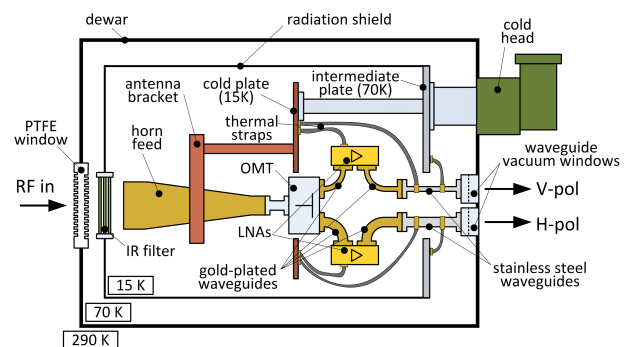 dewar
radiation shield
cold
head
antenna
bracket
cold plate
(15K)
intermediate
plate (70K)
PTFE
window
horn
feed
thermal
straps
waveguide
vacuum windows
OMT
RF in
V-pol
H-pol
LNAs
IR filter
gold-plated
waveguides
stainless steel
waveguides
15 K
70 K
290 K